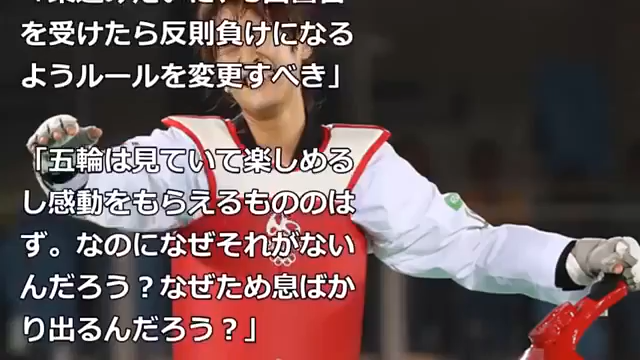 を受けたら反則負けになる
ようルールを変更すべき」
「五輪は見ていて楽しめる
し感動をもらえるもののは
ず。なのになぜそれがない
んだろう？なぜため息ばか
り出るんだろう？」